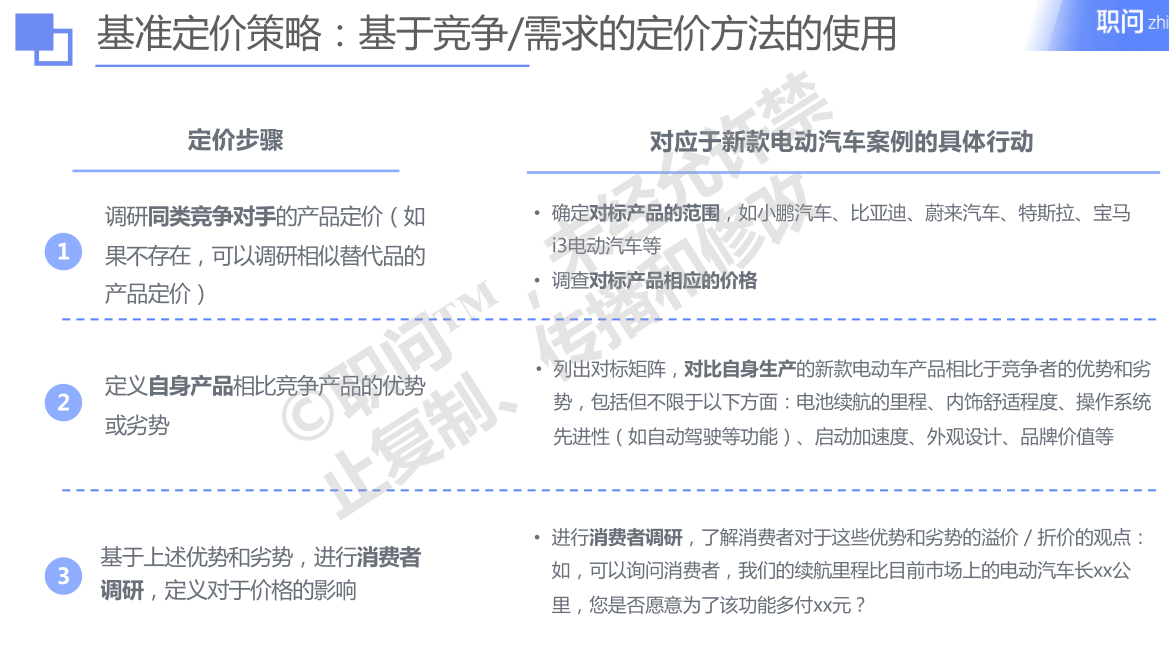 基准定价策略：基于竞争/需求的定价方法的使用
职问 zhi
定价步骤
对应于新款电动汽车案例的具体行动
1
调研同类竞争对手的产品定价（如
果不存在，可以调研相似替代品的
产品定价）
• 确定对标产品的范围，如小鹏汽车、比亚迪、蔚来汽车、特斯拉、宝马
i3电动汽车等
• 调查对标产品相应的价格
2
定义自身产品相比竞争产品的优势
或劣势
• 列出对标矩阵，对比自身生产的新款电动车产品相比于竞争者的优势和劣
势，包括但不限于以下方面：电池续航的里程、内饰舒适程度、操作系统
先进性（如自动驾驶等功能）、启动加速度、外观设计、品牌价值等
3
基于上述优势和劣势，进行消费者
调研，定义对于价格的影响
• 进行消费者调研，了解消费者对于这些优势和劣势的溢价 / 折价的观点：
如，可以询问消费者，我们的续航里程比目前市场上的电动汽车长xx公
里，您是否愿意为了该功能多付xx元？
©职问™，未经允许禁
止复制、传播和修改